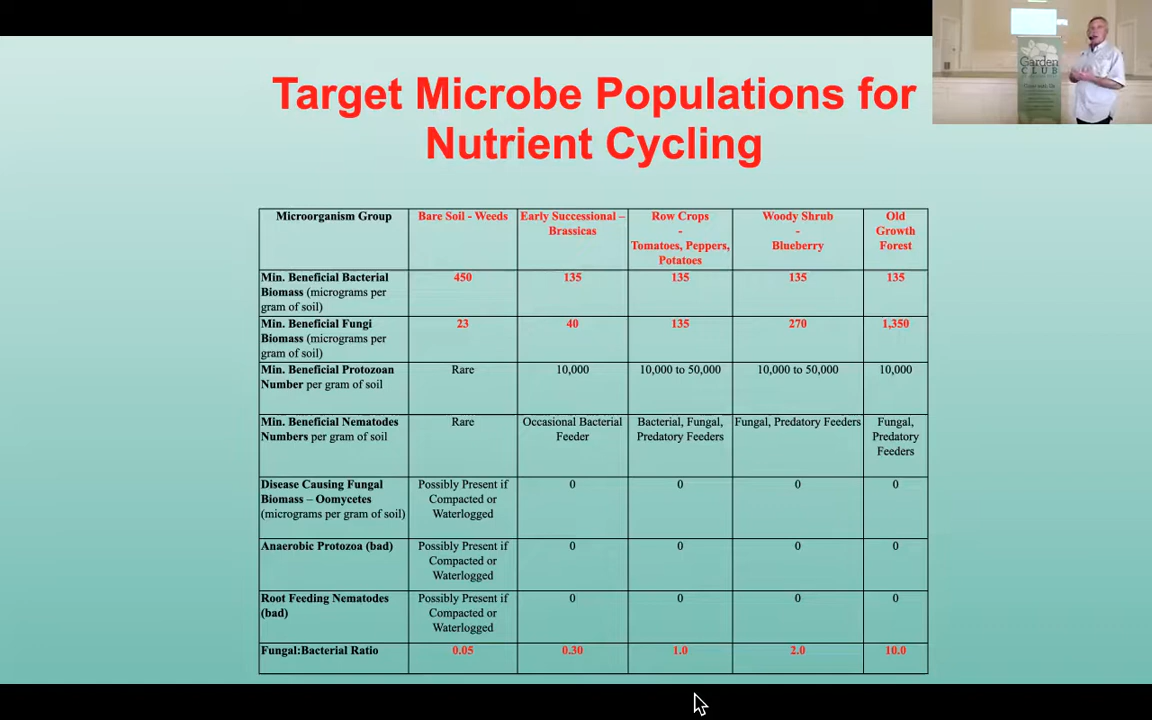 Target Microbe Populations for
Nutrient Cycling
Garden
CLUB
Microorganism Group
Bare Soil - Weeds
Early Successional –
Brassicas
Row Crops
-
Tomatoes, Peppers,
Potatoes
Woody Shrub
-
Blueberry
Old
Growth
Forest
Min. Beneficial Bacterial
Biomass (micrograms per
gram of soil)
450
135
135
135
135
Min. Beneficial Fungi
Biomass (micrograms per
gram of soil)
23
40
135
270
1,350
Min. Beneficial Protozoan
Number per gram of soil
Rare
10,000
10,000 to 50,000
10,000 to 50,000
10,000
Min. Beneficial Nematodes
Numbers per gram of soil
Rare
Occasional Bacterial
Feeder
Bacterial, Fungal,
Predatory Feeders
Fungal, Predatory Feeders
Fungal,
Predatory
Feeders
Disease Causing Fungal
Biomass – Oomycetes
(micrograms per gram of soil)
Possibly Present if
Compacted or
Waterlogged
0
0
0
0
Anaerobic Protozoa (bad)
Possibly Present if
Compacted or
Waterlogged
0
0
0
0
Root Feeding Nematodes
(bad)
Possibly Present if
Compacted or
Waterlogged
0
0
0
0
Fungal:Bacterial Ratio
0.05
0.30
1.0
2.0
10.0